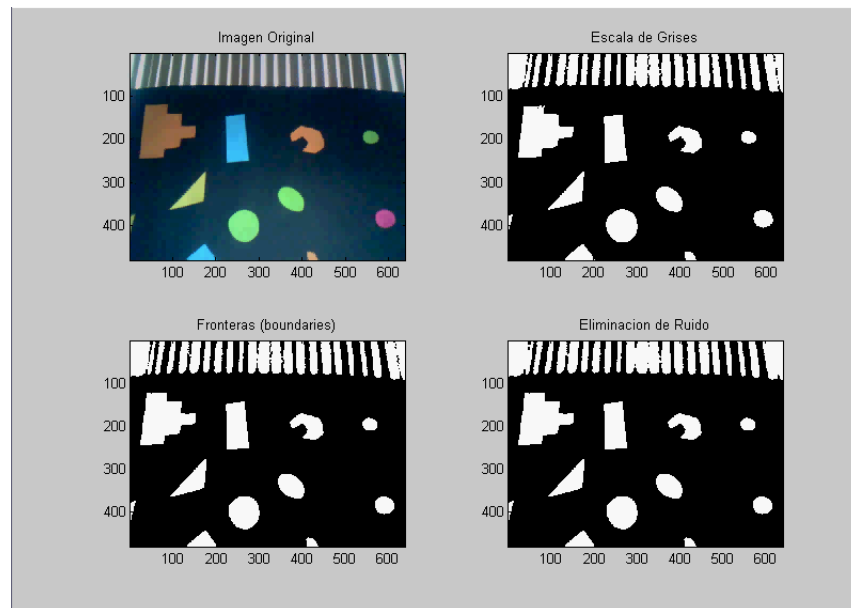 Imagen Original
100
200
300
400
100 200 300 400 500 600
Escala de Grises
100
200
300
400
100 200 300 400 500 600
Fronteras (boundaries)
100
200
300
400
100 200 300 400 500 600
Eliminacion de Ruido
100
200
300
400
100 200 300 400 500 600